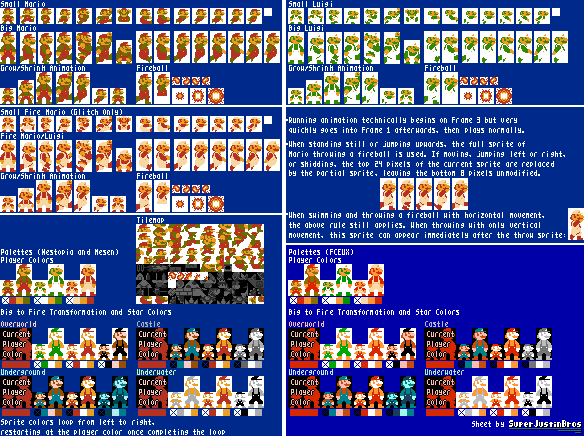 Small Mario
Big Mario
Grow/Shrink Animation
Fireball
Small Luigi
Big Luigi
Grow/Shrink Animation
Fireball
Small Fire Mario (Glitch Only)
Fire Mario/Luigi
Grow/Shrink Animation
Fireball
Running animation technically begins on Frame 3 but very
quickly goes into Frame 1 afterwards, then plays normally.
When standing still or jumping upwards, the full sprite of
Mario throwing a fireball is used. If moving, jumping left or right,
or Skidding, the top 24 pixels of the current sprite are replaced
by the partial sprite, leaving the bottom 8 pixels unmodified.
When swimming and throwing a fireball with horizontal movement,
the above rule still applies. When throwing with only vertical
movement, this sprite can appear immediately after the throw sprite:
Tilemap
Palettes (Nestopia and Mesen)
Player Colors
Big to Fire Transformation and Star Colors
Overworld
Current
Player
Color
Castle
Current
Player
Color
Underground
Current
Player
Color
Underwater
Current
Player
Color
Sprite colors loop from left to right,
restarting at the player color once completing the loop
Palettes (FCEUX)
Player Colors
Big to Fire Transformation and Star Colors
Overworld
Current
Player
Color
Castle
Current
Player
Color
Underground
Current
Player
Color
Underwater
Current
Player
Color
Sheet by SuperJustinBros